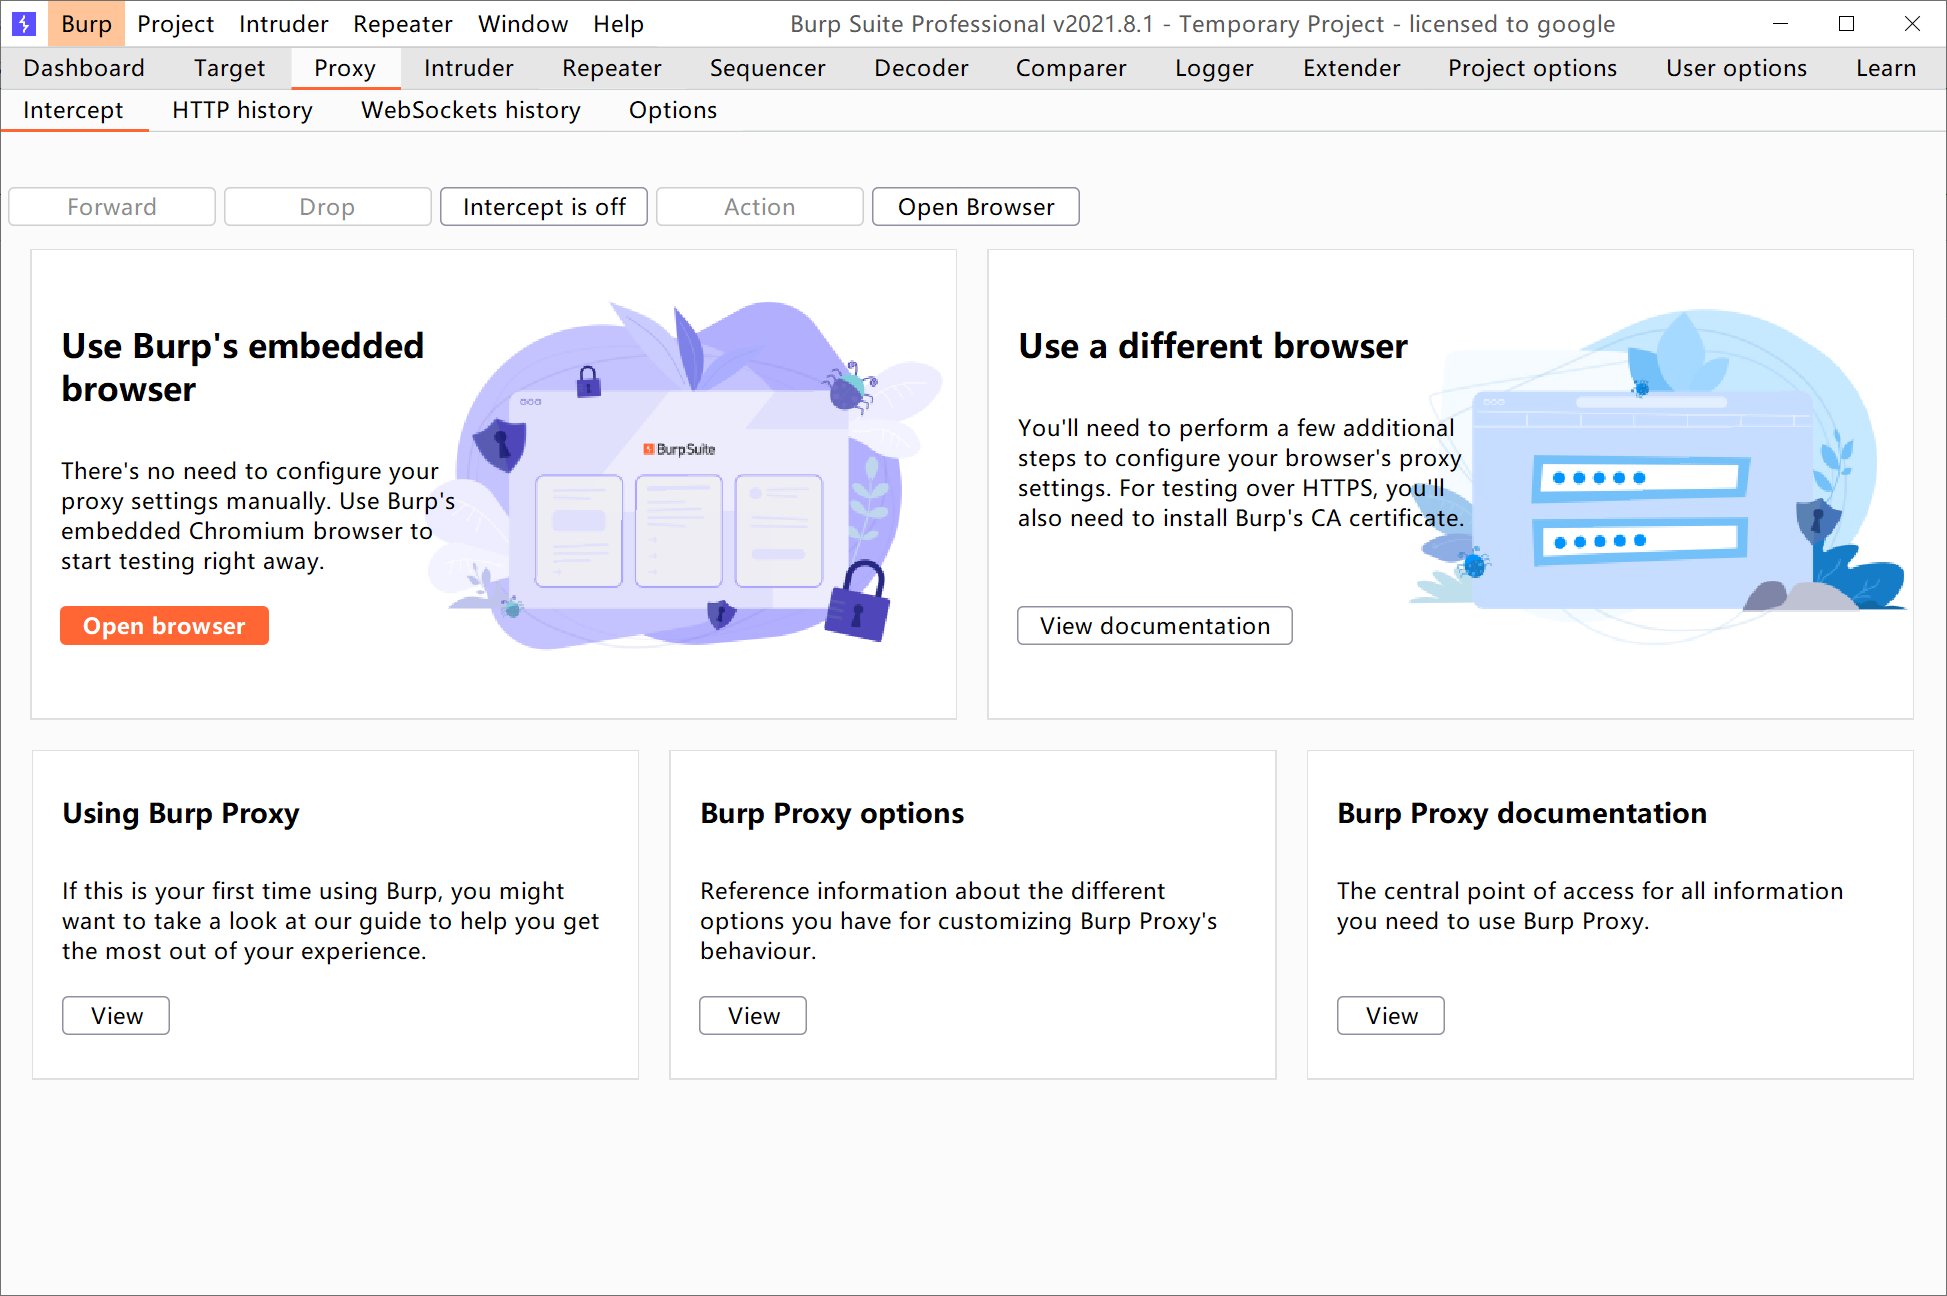 Burp Project Intruder Repeater Window Help Burp Suite Professional v2021.8.1 - Temporary Project - licensed to google
Dashboard Target Proxy Intruder Repeater Sequencer Decoder Comparer Logger Extender Project options User options Learn
Intercept HTTP history WebSockets history Options
Forward Drop Intercept is off Action Open Browser
Use Burp's embedded
browser
There's no need to configure your
proxy settings manually. Use Burp's
embedded Chromium browser to
start testing right away.
Open browser
BurpSuite
Use a different browser
You'll need to perform a few additional
steps to configure your browser's proxy
settings. For testing over HTTPS, you'll
also need to install Burp's CA certificate.
View documentation
Using Burp Proxy
If this is your first time using Burp, you might
want to take a look at our guide to help you get
the most out of your experience.
View
Burp Proxy options
Reference information about the different
options you have for customizing Burp Proxy's
behaviour.
View
Burp Proxy documentation
The central point of access for all information
you need to use Burp Proxy.
View